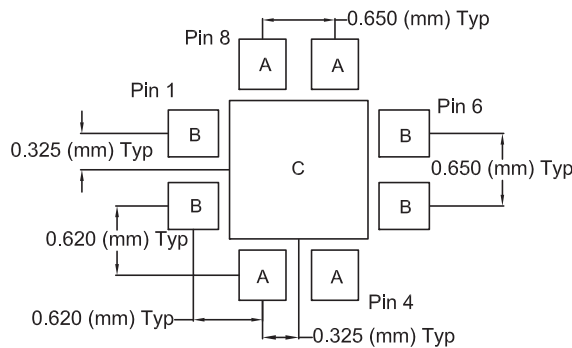 0.650 (mm) Typ
Pin 8
A A
Pin 1
B B
Pin 6
0.325 (mm) Typ
C
0.650 (mm) Typ
B B
0.620 (mm) Typ
A A
Pin 4
0.620 (mm) Typ
0.325 (mm) Typ